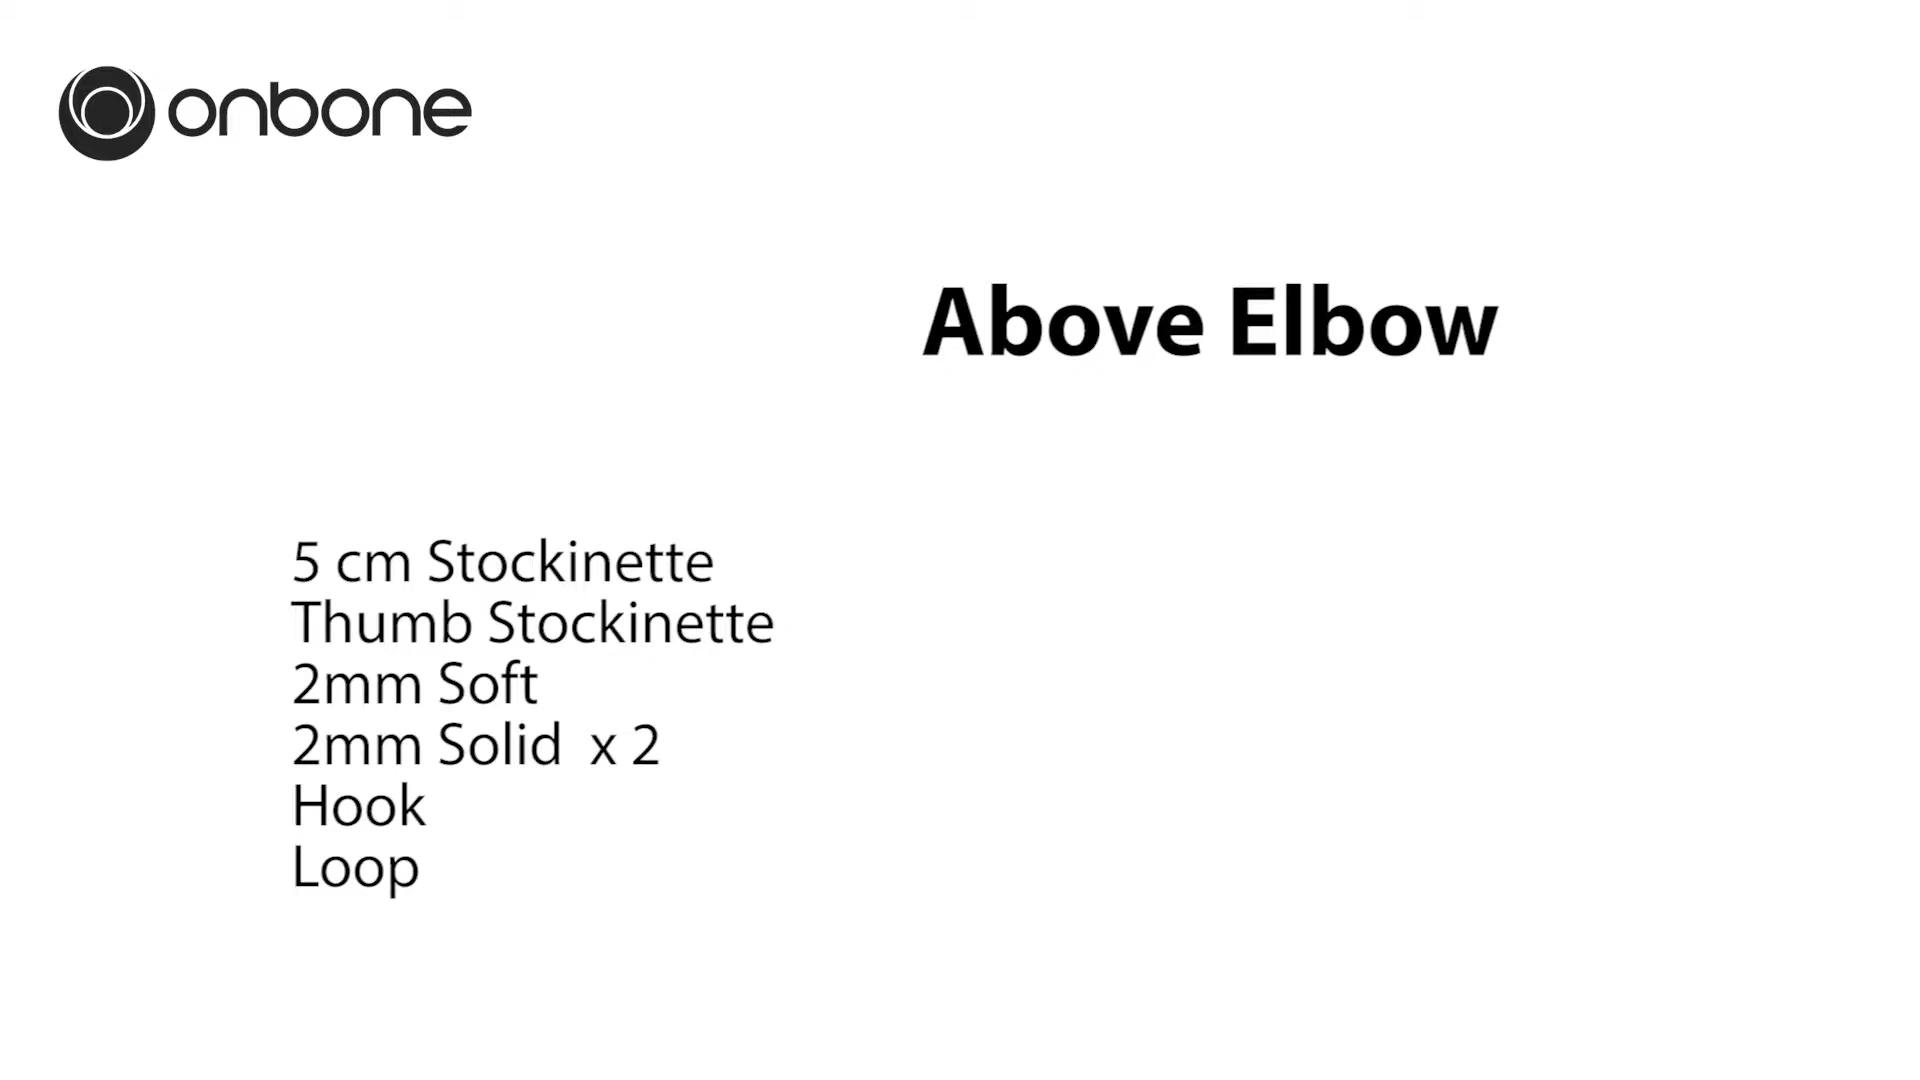 onbone
Above Elbow
5 cm Stockinette
Thumb Stockinette
2mm Soft
2mm Solid  x 2
Hook
Loop